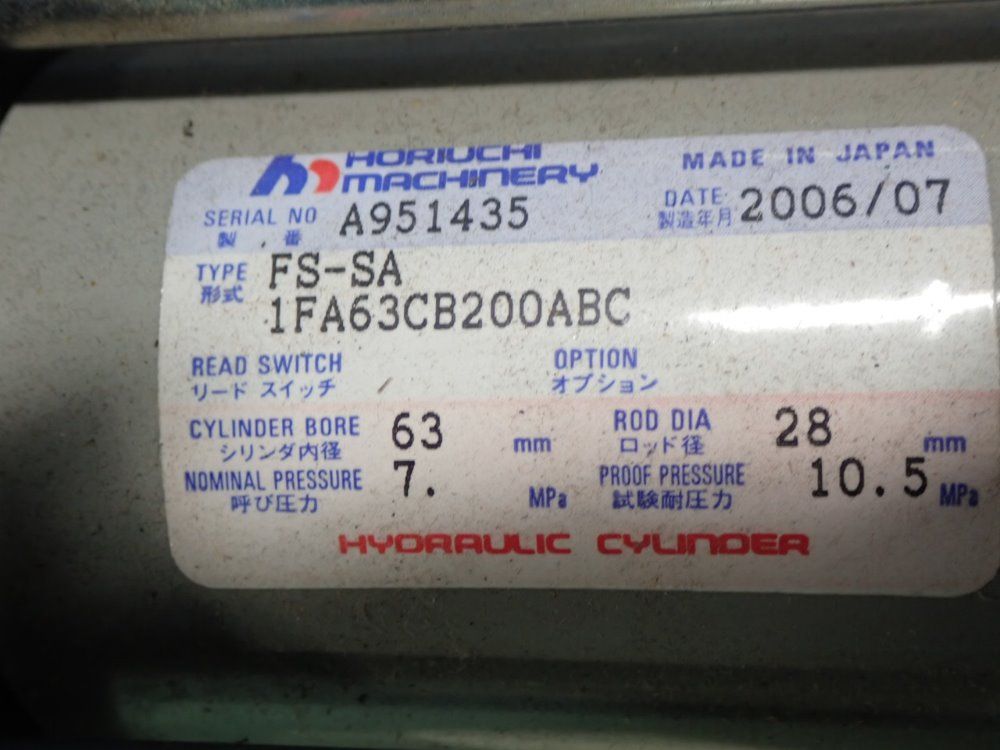 HORIUCHI
MACHINERY
MADE IN JAPAN
SERIAL NO A951435
製 番
DATE 2006/07
製造年月
TYPE FS-SA
形式 1FA63CB200ABC
READ SWITCH
リード スイッチ
OPTION
オプション
CYLINDER BORE 63 mm
シリンダ内径
ROD DIA 28 mm
ロッド径
NOMINAL PRESSURE 7. MPa
呼び圧力
PROOF PRESSURE 10.5 MPa
試験耐圧力
HYDRAULIC CYLINDER